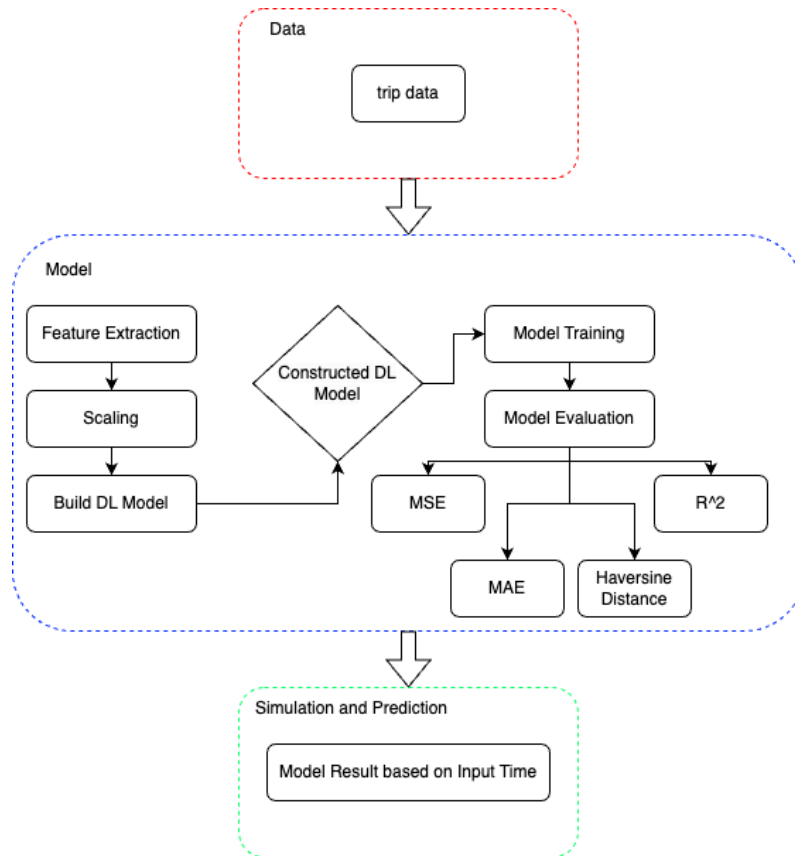 Data
trip data
Model
Feature Extraction
Scaling
Build DL Model
Constructed DL
Model
Model Training
Model Evaluation
MSE
R^2
MAE
Haversine
Distance
Simulation and Prediction
Model Result based on Input Time